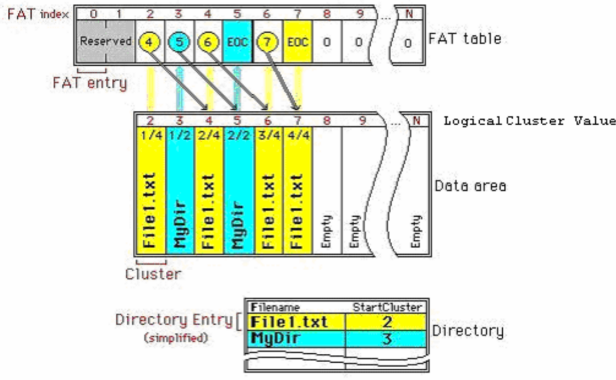 FAT index 0 1 2 3 4 5 6 7 8 9 ... N
Reserved 4 5 6 EOC 7 EOC 0 0 0 FAT table
FAT entry
2 3 4 5 6 7 8 9 ... N Logical Cluster Value
1/4 1/2 2/4 2/2 3/4 4/4
File1.txt MyDir File1.txt MyDir File1.txt File1.txt Empty Empty Empty Data area
Cluster
Filename StartCluster
Directory Entry File1.txt 2 Directory
(simplified) MyDir 3